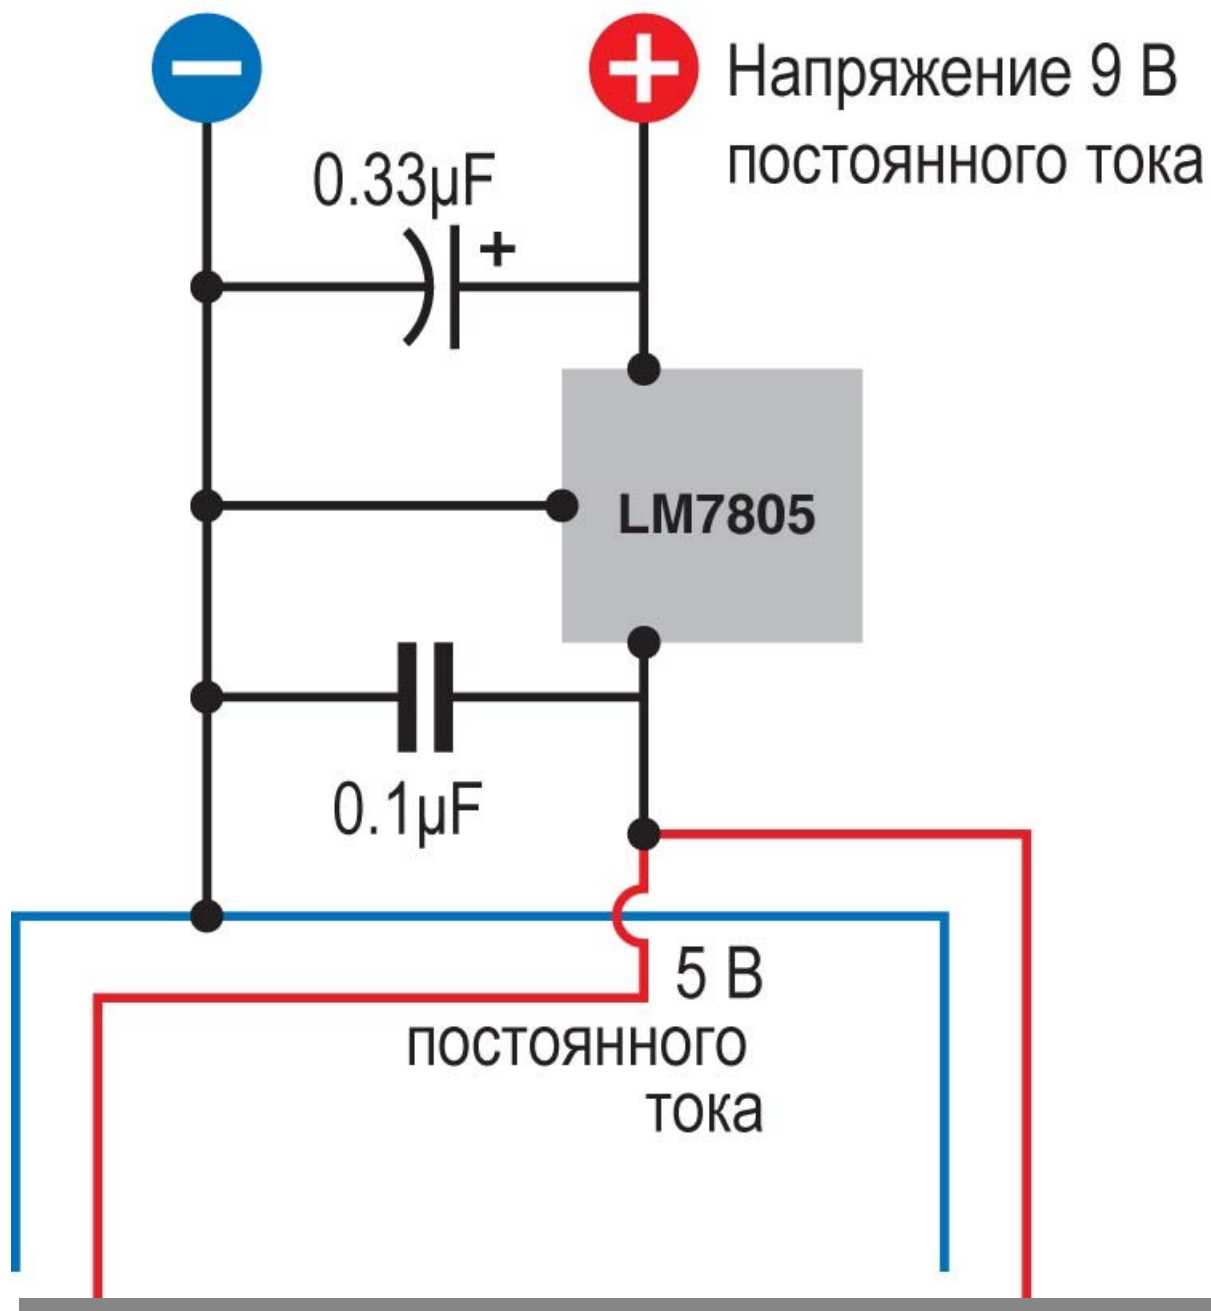 −
+
Напряжение 9 В
постоянного тока
0.33µF
+
LM7805
0.1µF
5 В
постоянного
тока